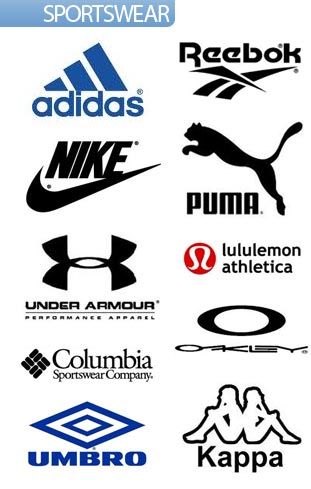 SPORTSWEAR
adidas®
Reebok®
NIKE®
PUMA®
UNDER ARMOUR®
PERFORMANCE APPAREL
lululemon
athletica
Columbia
Sportswear Company®
OAKLEY®
UMBRO®
Kappa®